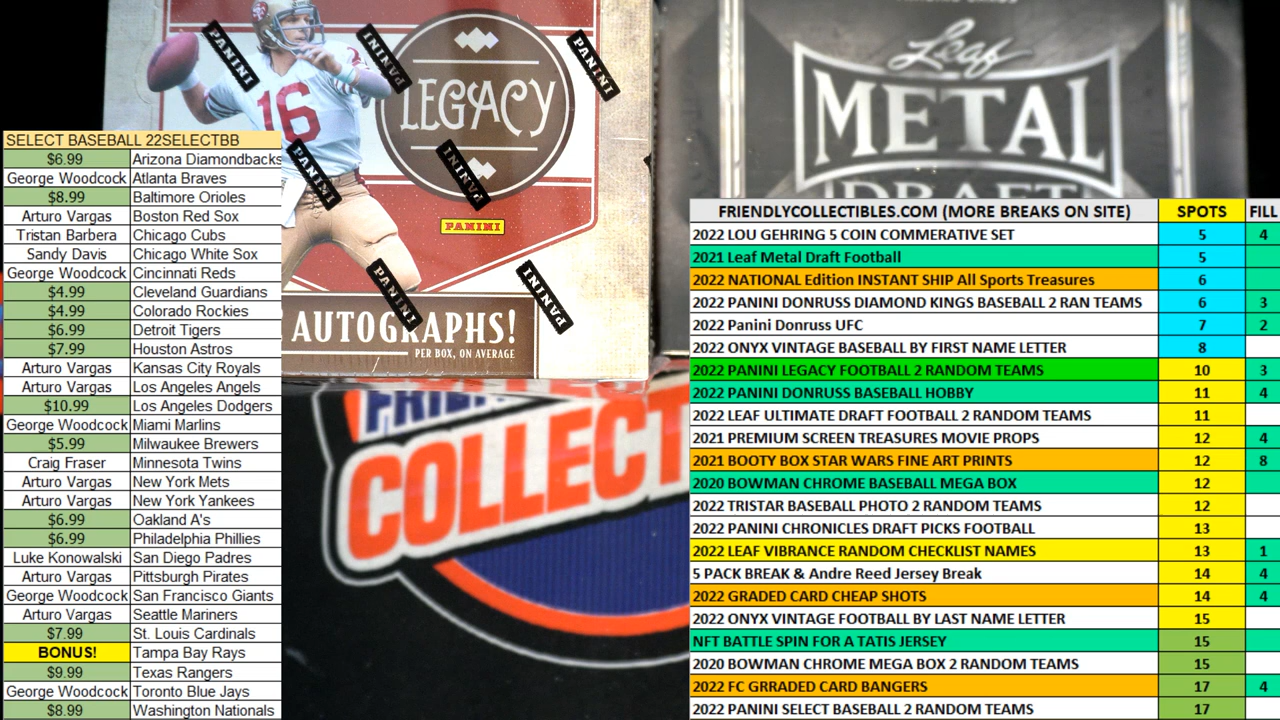 PANINI
PANINI
PANINI
PANINI
PANINI
PANINI
PANINI
16
LEGACY
PANINI
AUTOGRAPHS!
PER BOX, ON AVERAGE
Leaf
METAL
DRAFT
COLLECT
SELECT BASEBALL 22SELECTBB
$6.99 Arizona Diamondbacks
George Woodcock Atlanta Braves
$8.99 Baltimore Orioles
Arturo Vargas Boston Red Sox
Tristan Barbera Chicago Cubs
Sandy Davis Chicago White Sox
George Woodcock Cincinnati Reds
$4.99 Cleveland Guardians
$4.99 Colorado Rockies
$6.99 Detroit Tigers
$7.99 Houston Astros
Arturo Vargas Kansas City Royals
Arturo Vargas Los Angeles Angels
$10.99 Los Angeles Dodgers
George Woodcock Miami Marlins
$5.99 Milwaukee Brewers
Craig Fraser Minnesota Twins
Arturo Vargas New York Mets
Arturo Vargas New York Yankees
$6.99 Oakland A's
$6.99 Philadelphia Phillies
Luke Konowalski San Diego Padres
Arturo Vargas Pittsburgh Pirates
George Woodcock San Francisco Giants
Arturo Vargas Seattle Mariners
$7.99 St. Louis Cardinals
BONUS! Tampa Bay Rays
$9.99 Texas Rangers
George Woodcock Toronto Blue Jays
$8.99 Washington Nationals
FRIENDLYCOLLECTIBLES.COM (MORE BREAKS ON SITE) SPOTS FILL
2022 LOU GEHRING 5 COIN COMMERATIVE SET 5 4
2021 Leaf Metal Draft Football 5
2022 NATIONAL Edition INSTANT SHIP All Sports Treasures 6
2022 PANINI DONRUSS DIAMOND KINGS BASEBALL 2 RAN TEAMS 6 3
2022 Panini Donruss UFC 7 2
2022 ONYX VINTAGE BASEBALL BY FIRST NAME LETTER 8
2022 PANINI LEGACY FOOTBALL 2 RANDOM TEAMS 10 3
2022 PANINI DONRUSS BASEBALL HOBBY 11 4
2022 LEAF ULTIMATE DRAFT FOOTBALL 2 RANDOM TEAMS 11
2021 PREMIUM SCREEN TREASURES MOVIE PROPS 12 4
2021 BOOTY BOX STAR WARS FINE ART PRINTS 12 8
2020 BOWMAN CHROME BASEBALL MEGA BOX 12
2022 TRISTAR BASEBALL PHOTO 2 RANDOM TEAMS 12
2022 PANINI CHRONICLES DRAFT PICKS FOOTBALL 13
2022 LEAF VIBRANCE RANDOM CHECKLIST NAMES 13 1
5 PACK BREAK & Andre Reed Jersey Break 14 4
2022 GRADED CARD CHEAP SHOTS 14 4
2022 ONYX VINTAGE FOOTBALL BY LAST NAME LETTER 15
NFT BATTLE SPIN FOR A TATIS JERSEY 15
2020 BOWMAN CHROME MEGA BOX 2 RANDOM TEAMS 15
2022 FC GRRADED CARD BANGERS 17 4
2022 PANINI SELECT BASEBALL 2 RANDOM TEAMS 17